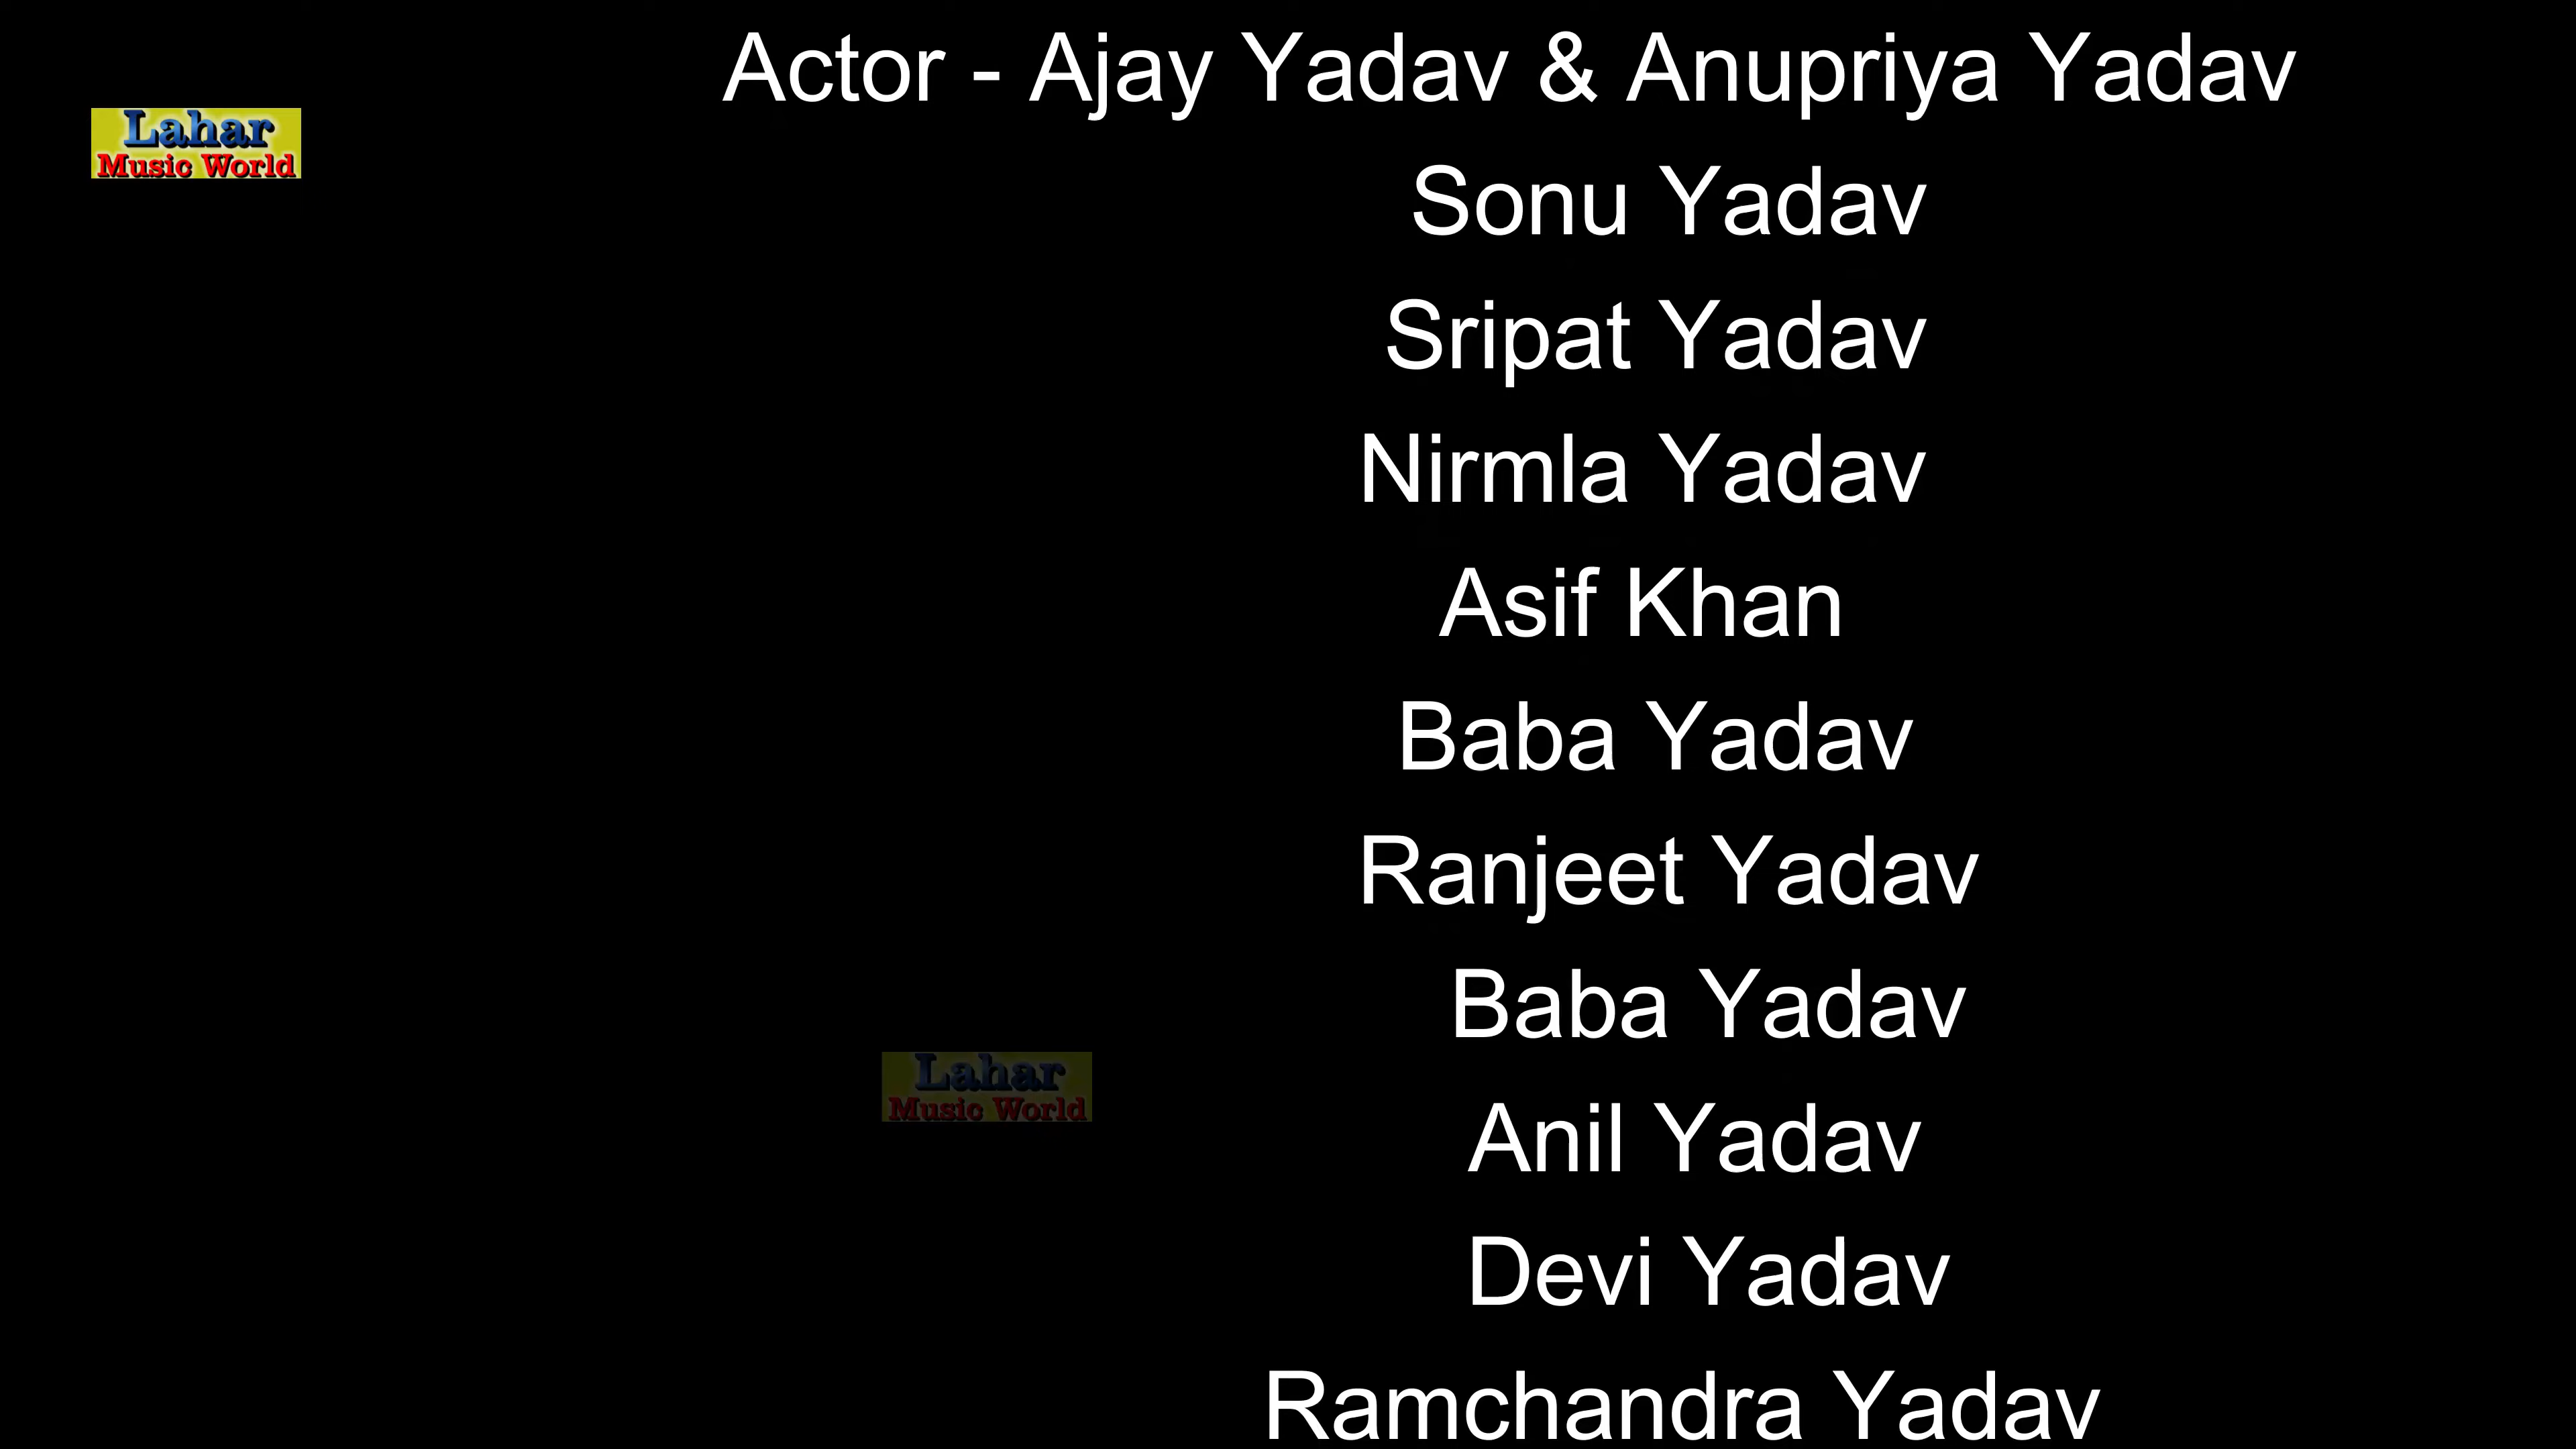 Actor - Ajay Yadav & Anupriya Yadav
Lahar
Music World
Sonu Yadav
Sripat Yadav
Nirmla Yadav
Asif Khan
Baba Yadav
Ranjeet Yadav
Baba Yadav
Lahar
Music World
Anil Yadav
Devi Yadav
Ramchandra Yadav